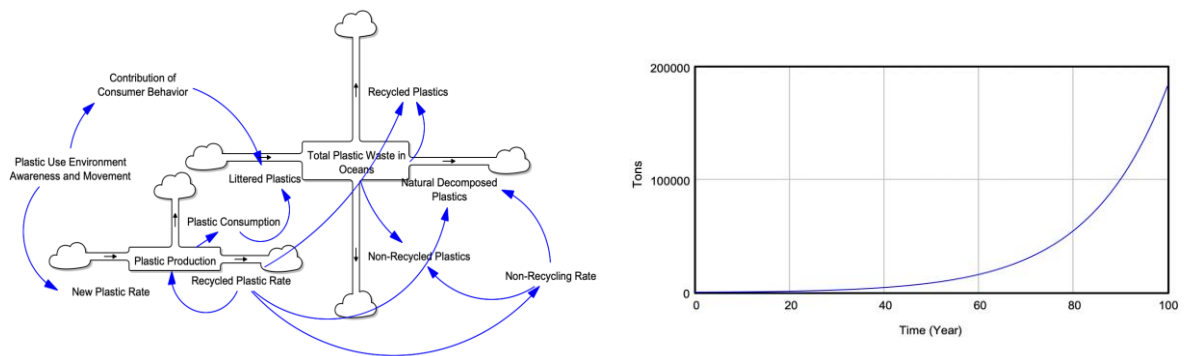 Contribution of
Consumer Behavior
Recycled Plastics
Plastic Use Environment
Awareness and Movement
Total Plastic Waste in
Oceans
Littered Plastics
Natural Decomposed
Plastics
Plastic Consumption
Plastic Production
Non-Recycled Plastics
Recycled Plastic Rate
Non-Recycling Rate
New Plastic Rate
200000
100000
0
Tons
0
20
40
60
80
100
Time (Year)